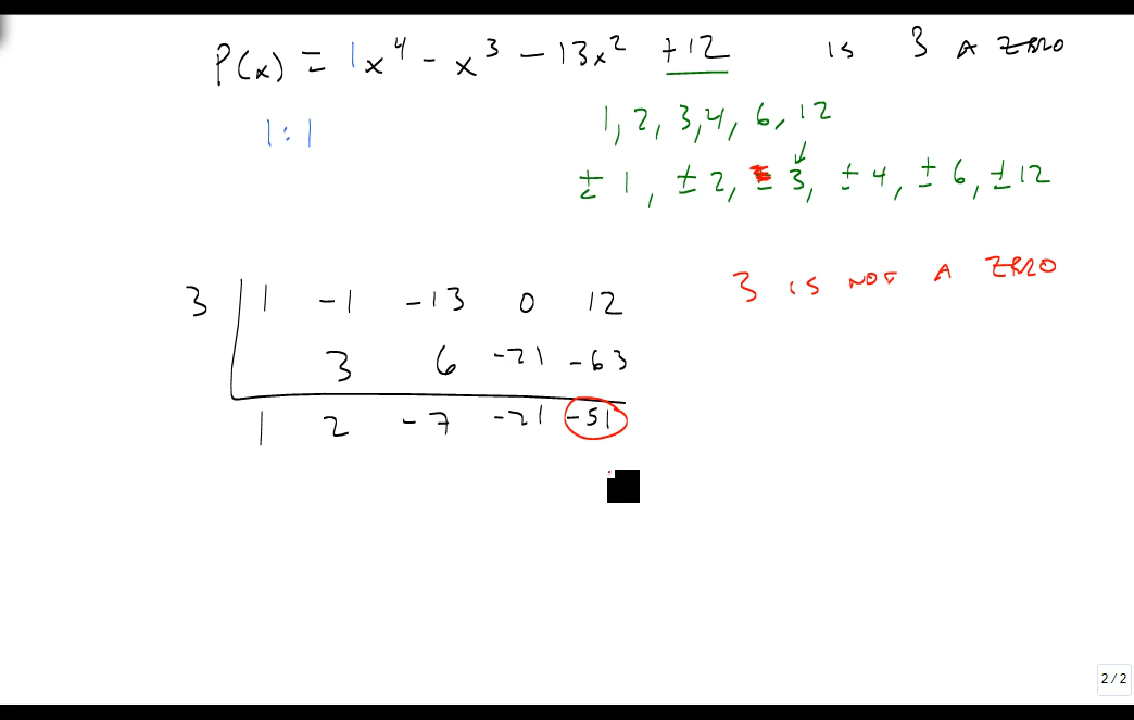 P(x) = 1x⁴ - x³ - 13x² + 12 is 3 A ZERO
1: 1 1, 2, 3, 4, 6, 12
± 1, ± 2, ± 3, ± 4, ± 6, ± 12
3 is NOT A ZERO
3 | 1 -1 -13 0 12
3 6 -21 -63
1 2 -7 -21 -51
2 / 2